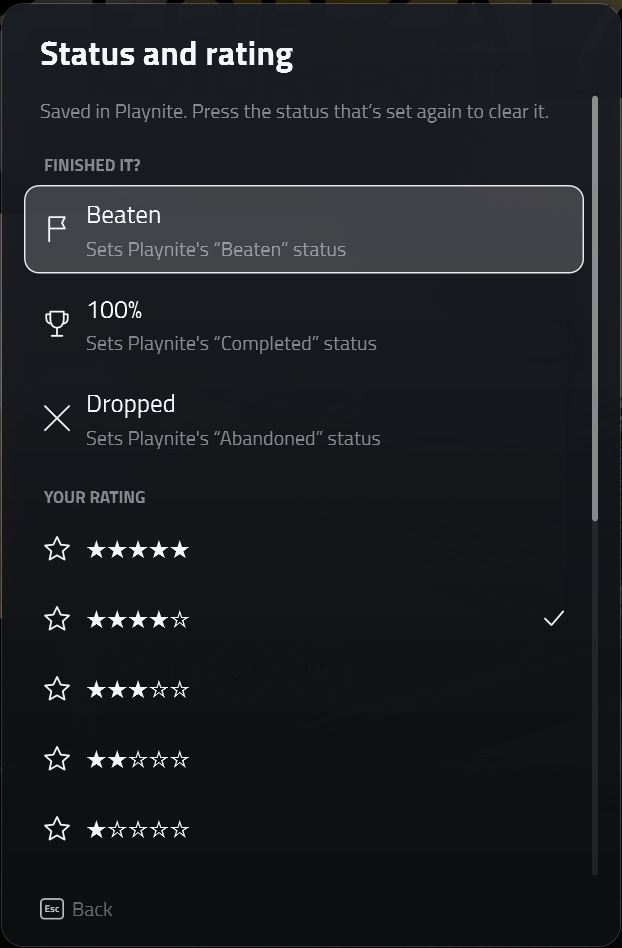 Status and rating
Saved in Playnite. Press the status that’s set again to clear it.
FINISHED IT?
Beaten
Sets Playnite's “Beaten” status
100%
Sets Playnite's “Completed” status
Dropped
Sets Playnite's “Abandoned” status
YOUR RATING
★★★★★
★★★★☆
★★★☆☆
★★☆☆☆
★☆☆☆☆
Esc Back